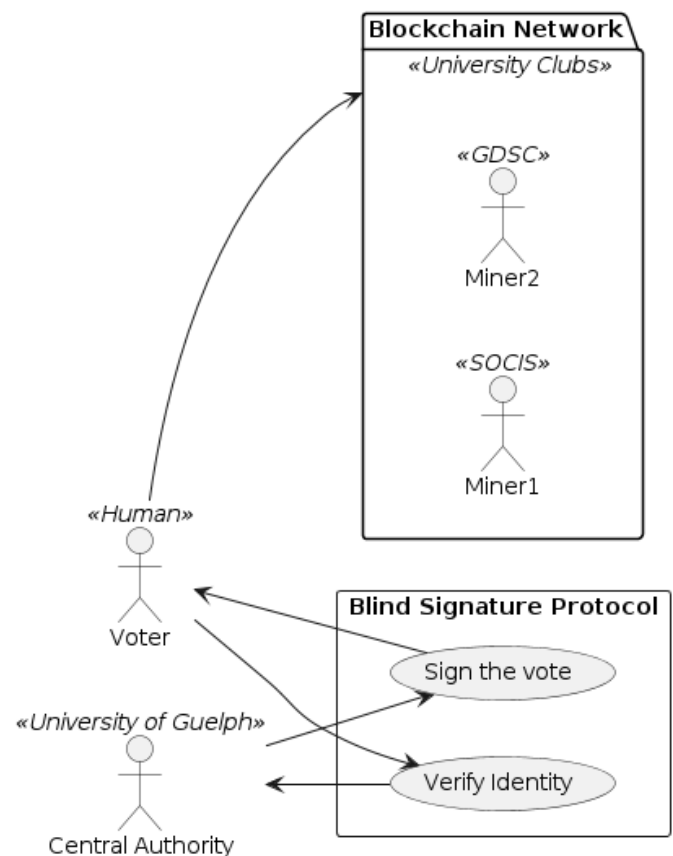 Blockchain Network
«University Clubs»
«GDSC»
Miner2
«SOCIS»
Miner1
«Human»
Voter
Blind Signature Protocol
Sign the vote
«University of Guelph»
Verify Identity
Central Authority